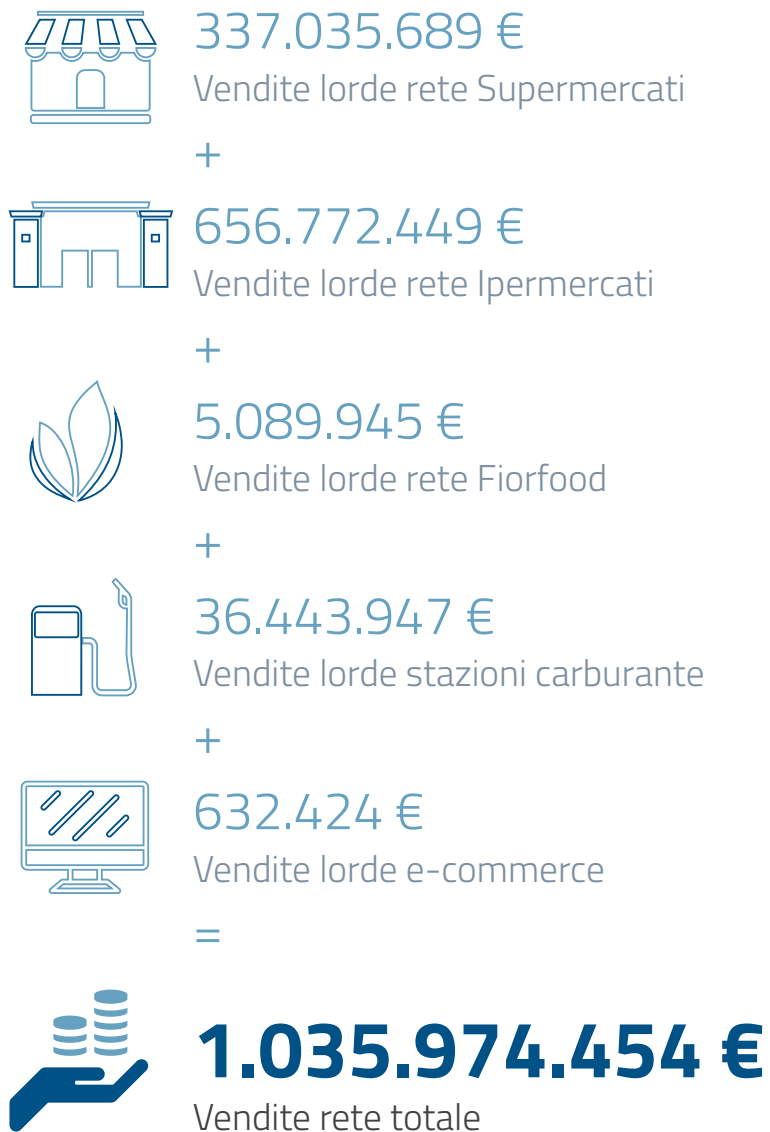 337.035.689 €
Vendite lorde rete Supermercati
+
656.772.449 €
Vendite lorde rete Ipermercati
+
5.089.945 €
Vendite lorde rete Fiorfood
+
36.443.947 €
Vendite lorde stazioni carburante
+
632.424 €
Vendite lorde e-commerce
=
1.035.974.454 €
Vendite rete totale